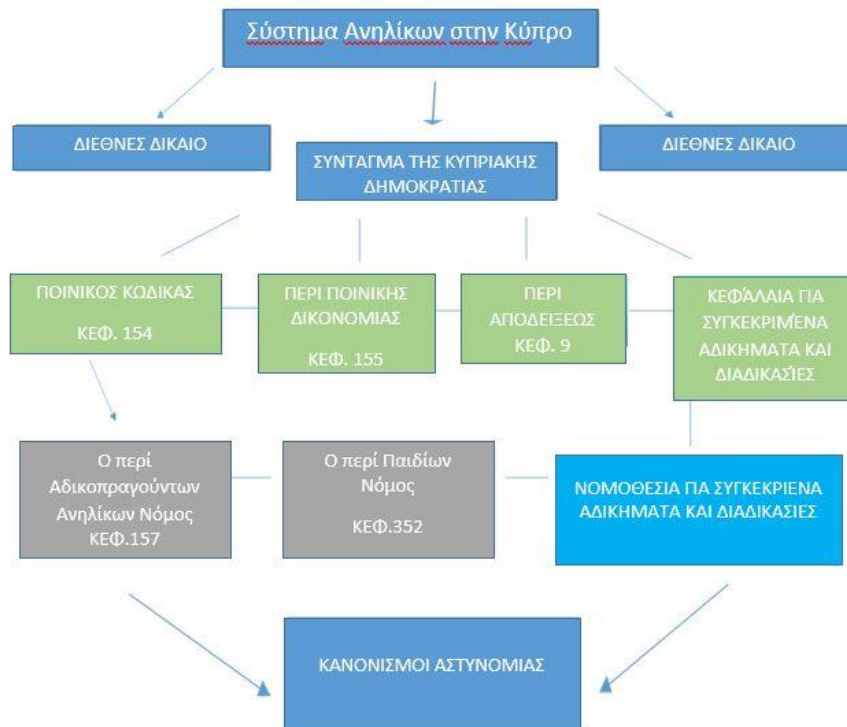 Σύστημα Ανηλίκων στην Κύπρο
ΔΙΕΘΝΕΣ ΔΙΚΑΙΟ
ΣΥΝΤΑΓΜΑ ΤΗΣ ΚΥΠΡΙΑΚΗΣ
ΔΗΜΟΚΡΑΤΙΑΣ
ΔΙΕΘΝΕΣ ΔΙΚΑΙΟ
ΠΟΙΝΙΚΟΣ ΚΩΔΙΚΑΣ
ΚΕΦ. 154
ΠΕΡΙ ΠΟΙΝΙΚΗΣ
ΔΙΚΟΝΟΜΙΑΣ
ΚΕΦ. 155
ΠΕΡΙ
ΑΠΟΔΕΙΞΕΩΣ
ΚΕΦ. 9
ΚΕΦΆΛΑΙΑ ΓΙΑ
ΣΥΓΚΕΚΡΙΜΈΝΑ
ΑΔΙΚΗΜΑΤΑ ΚΑΙ
ΔΙΑΔΙΚΑΣΊΕΣ
Ο περί
Αδικοπραγούντων
Ανηλίκων Νόμος
ΚΕΦ.157
Ο περί Παιδίων
Νόμος
ΚΕΦ.352
ΝΟΜΟΘΕΣΙΑ ΓΙΑ ΣΥΓΚΕΚΡΙΕΝΑ
ΑΔΙΚΗΜΑΤΑ ΚΑΙ ΔΙΑΔΙΚΑΣΙΕΣ
ΚΑΝΟΝΙΣΜΟΙ ΑΣΤΥΝΟΜΙΑΣ